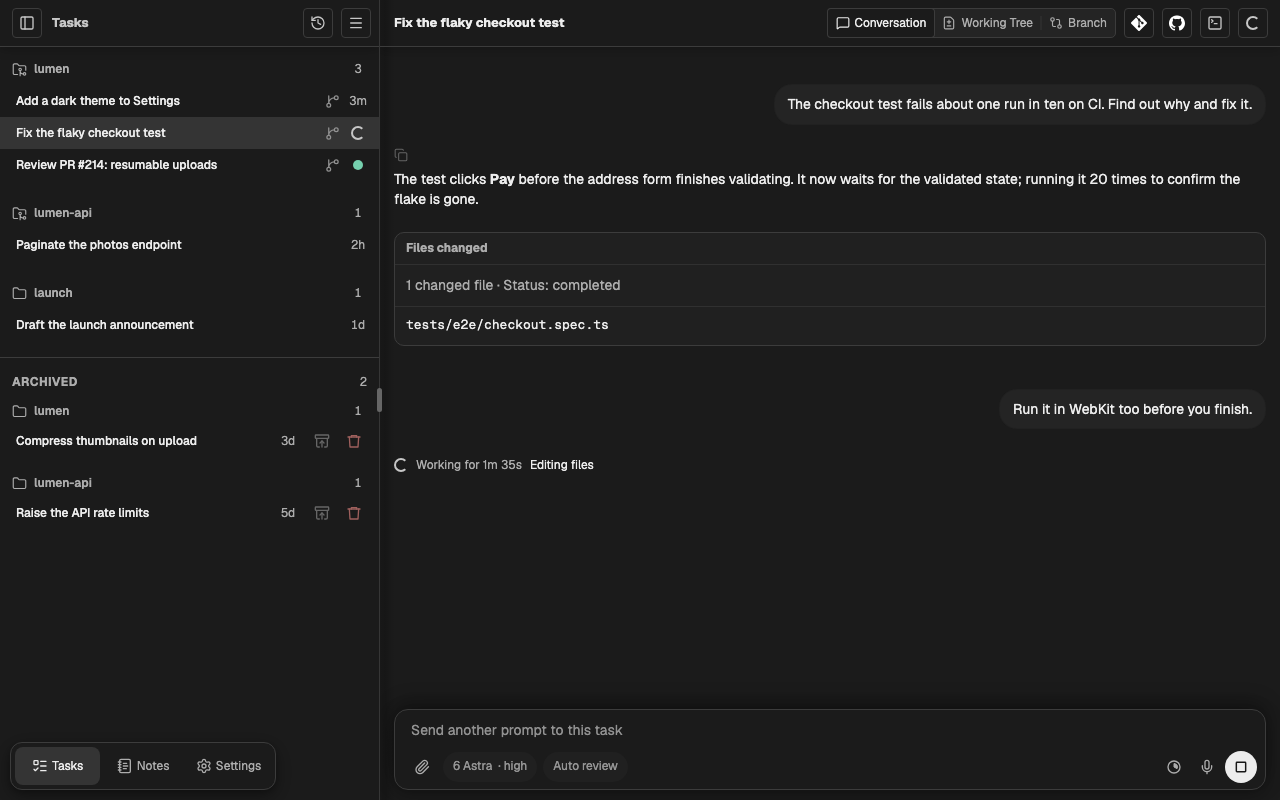 Tasks
lumen 3
Add a dark theme to Settings 3m
Fix the flaky checkout test
Review PR #214: resumable uploads
lumen-api 1
Paginate the photos endpoint 2h
launch 1
Draft the launch announcement 1d
ARCHIVED 2
lumen 1
Compress thumbnails on upload 3d
lumen-api 1
Raise the API rate limits 5d
Tasks Notes Settings
Fix the flaky checkout test
Conversation Working Tree Branch
The checkout test fails about one run in ten on CI. Find out why and fix it.
The test clicks Pay before the address form finishes validating. It now waits for the validated state; running it 20 times to confirm the
flake is gone.
Files changed
1 changed file · Status: completed
tests/e2e/checkout.spec.ts
Run it in WebKit too before you finish.
Working for 1m 35s Editing files
Send another prompt to this task
6 Astra · high Auto review